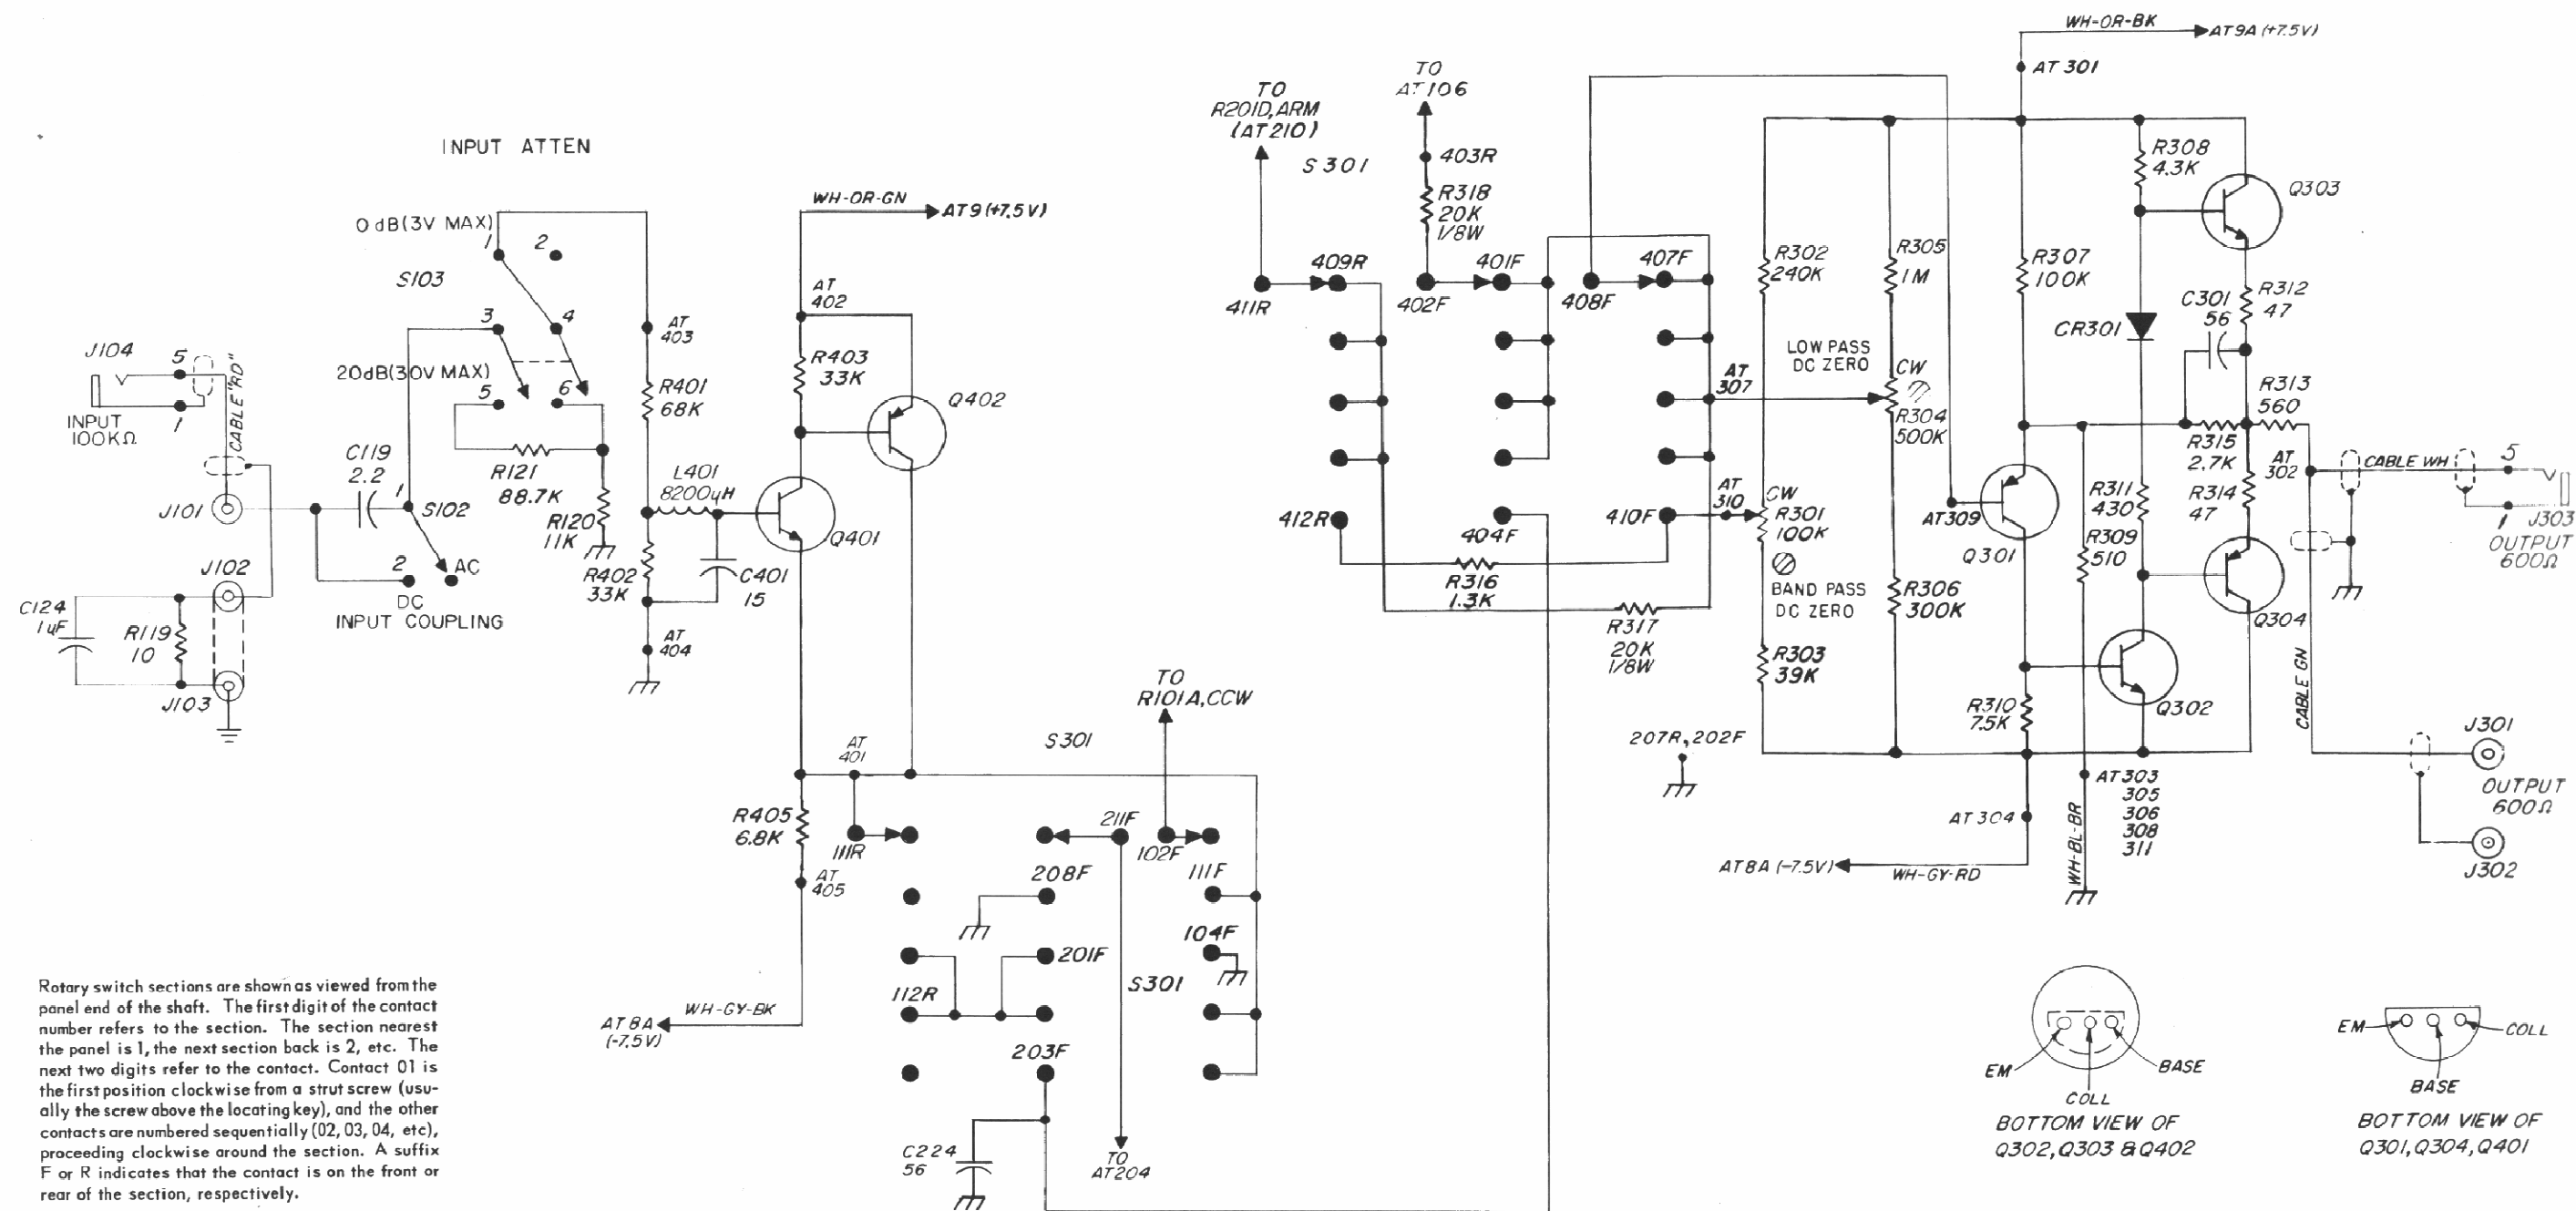 WH-OR-BK
AT9A (+7.5V)
AT 301
TO
R201D,ARM
(AT210)
TO
AT106
INPUT ATTEN
S 301
403R
R318
20K
1/8W
R308
4.3K
Q303
0 dB(3V MAX)
1
2
WH-OR-GN
AT9 (+7.5V)
S103
3
4
AT
403
AT
402
409R
401F
407F
411R
402F
408F
R302
240K
R305
1M
R307
100K
C301
56
R312
47
CR301
J104
5
INPUT
100KΩ
1
CABLE "RD"
20dB(30V MAX)
5
6
R401
68K
R403
33K
Q402
LOW PASS
DC ZERO
CW
AT
307
R304
500K
R313
560
R315
2.7K
AT
302
C119
2.2
R121
88.7K
L401
8200uH
J101
1
S102
R120
11K
Q401
412R
404F
410F
AT
310
CW
R301
100K
AT309
Q301
R311
430
R314
47
R309
510
CABLE WH
5
1
J303
OUTPUT
600Ω
J102
2
AC
DC
INPUT COUPLING
R402
33K
C401
15
R316
1.3K
BAND PASS
DC ZERO
R306
300K
Q304
C124
1uF
R119
10
J103
AT
404
R317
20K
1/8W
R303
39K
R310
7.5K
Q302
CABLE GN
TO
R101A,CCW
S301
AT
401
207R,202F
J301
OUTPUT
600Ω
J302
AT303
305
306
308
311
R405
6.8K
111R
211F
102F
AT304
AT
405
208F
111F
AT8A (-7.5V)
WH-GY-RD
WH-BL-BR
104F
201F
S301
112R
WH-GY-BK
AT8A
(-7.5V)
203F
C224
56
TO
AT204
EM
COLL
BASE
BOTTOM VIEW OF
Q302,Q303 & Q402
EM
BASE
COLL
BOTTOM VIEW OF
Q301,Q304,Q401
Rotary switch sections are shown as viewed from the
panel end of the shaft. The first digit of the contact
number refers to the section. The section nearest
the panel is 1, the next section back is 2, etc. The
next two digits refer to the contact. Contact 01 is
the first position clockwise from a strut screw (usu-
ally the screw above the locating key), and the other
contacts are numbered sequentially (02, 03, 04, etc),
proceeding clockwise around the section. A suffix
F or R indicates that the contact is on the front or
rear of the section, respectively.